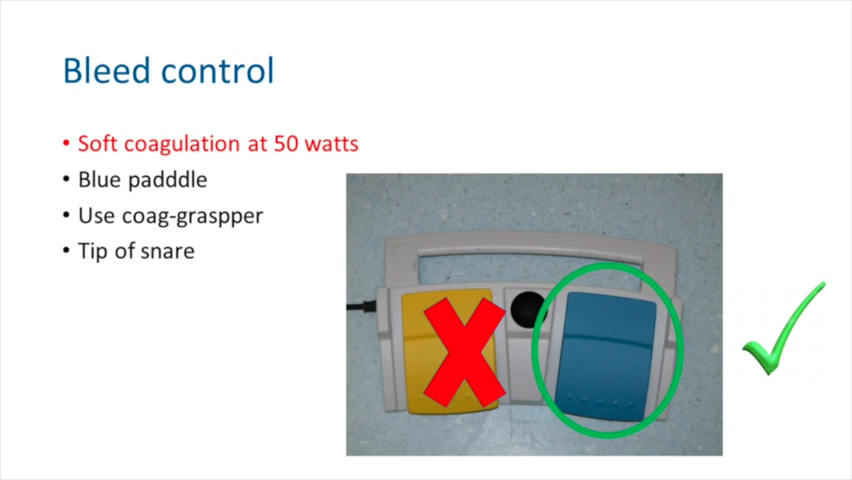 Bleed control
• Soft coagulation at 50 watts
• Blue padddle
• Use coag-graspper
• Tip of snare